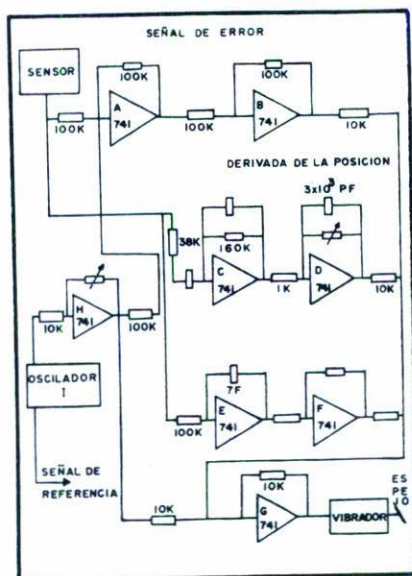 SEÑAL DE ERROR
SENSOR
100K
100K
100K
A
741
100K
B
741
10K
DERIVADA DE LA POSICION
3x10³ PF
38K
160K
C
741
1K
D
741
10K
10K
H
741
100K
OSCILADOR
I
7F
100K
E
741
F
741
SEÑAL DE
REFERENCIA
10K
10K
G
741
VIBRADOR
ES
PE
JO